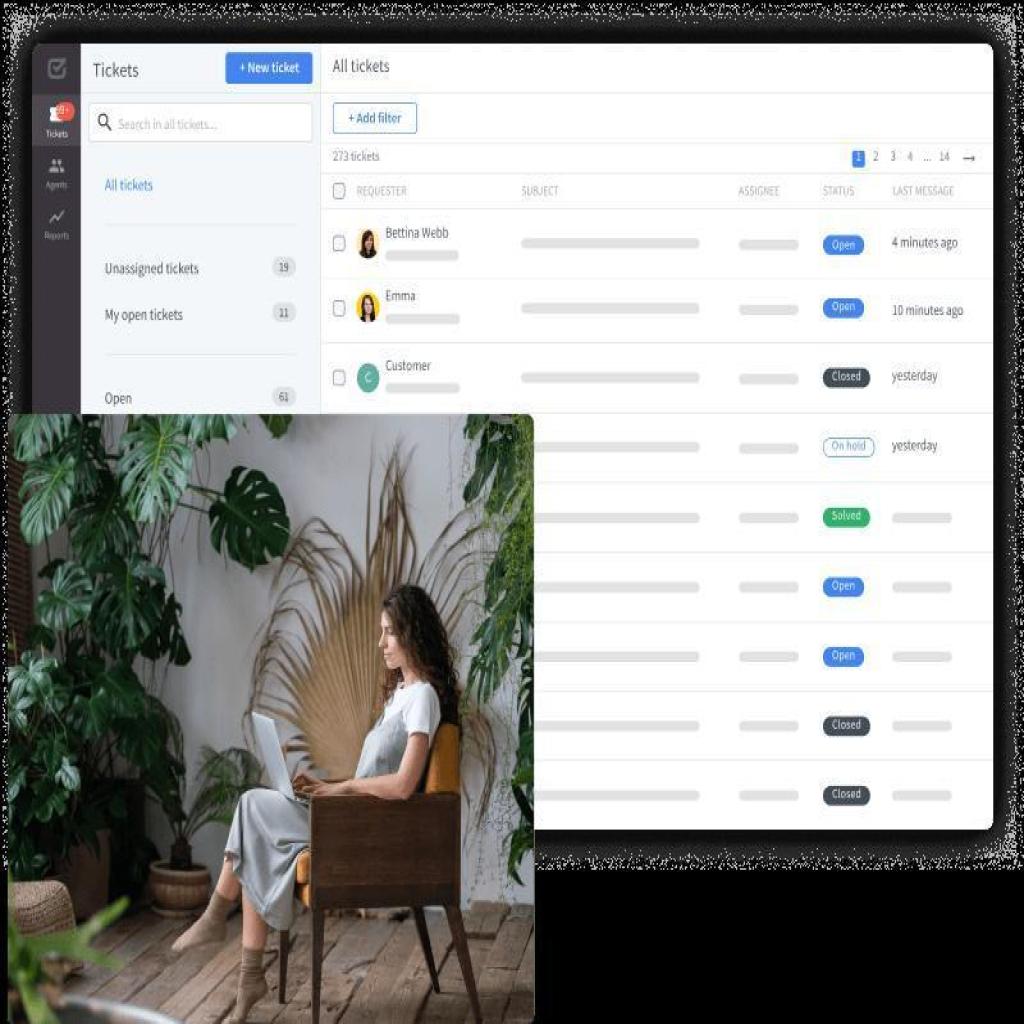 Tickets
+ New ticket
All tickets
99+
Tickets
Search in all tickets...
+ Add filter
Agents
Reports
273 tickets
1 2 3 4 ... 14 →
All tickets
REQUESTER SUBJECT ASSIGNEE STATUS LAST MESSAGE
Bettina Webb
Open 4 minutes ago
Unassigned tickets 19
My open tickets 11
Emma
Open 10 minutes ago
C Customer
Closed yesterday
Open 61
On hold yesterday
Solved
Open
Open
Closed
Closed